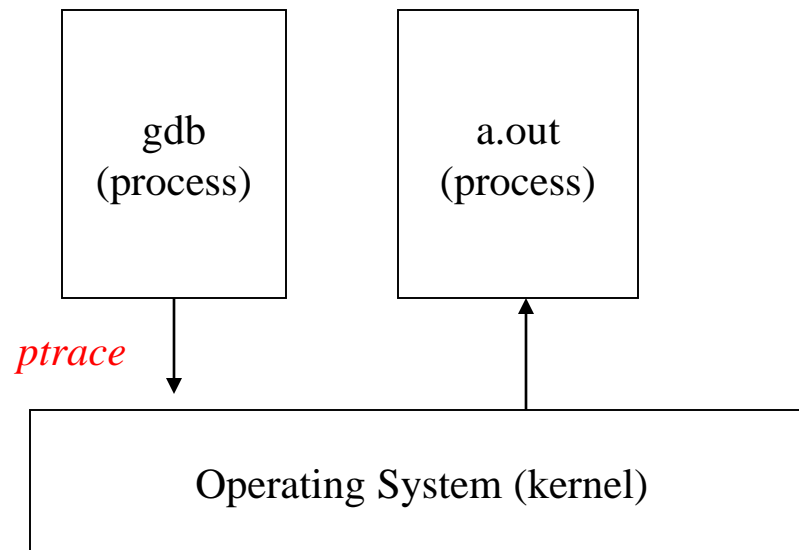 gdb
(process)
a.out
(process)
ptrace
Operating System (kernel)